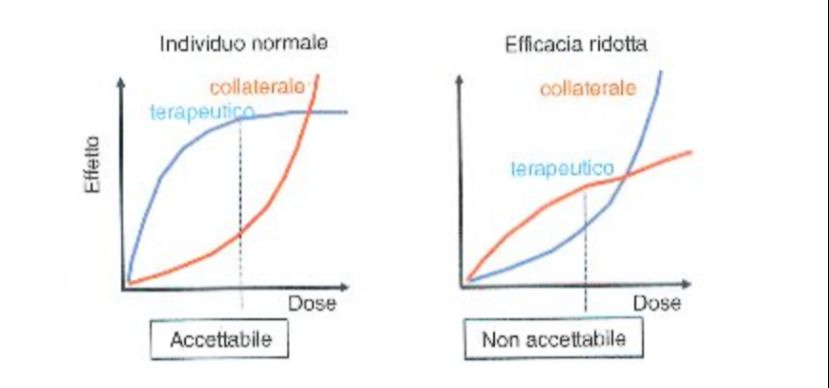 Individuo normale
collaterale
terapeutico
Effetto
Dose
Accettabile
Efficacia ridotta
collaterale
terapeutico
Dose
Non accettabile